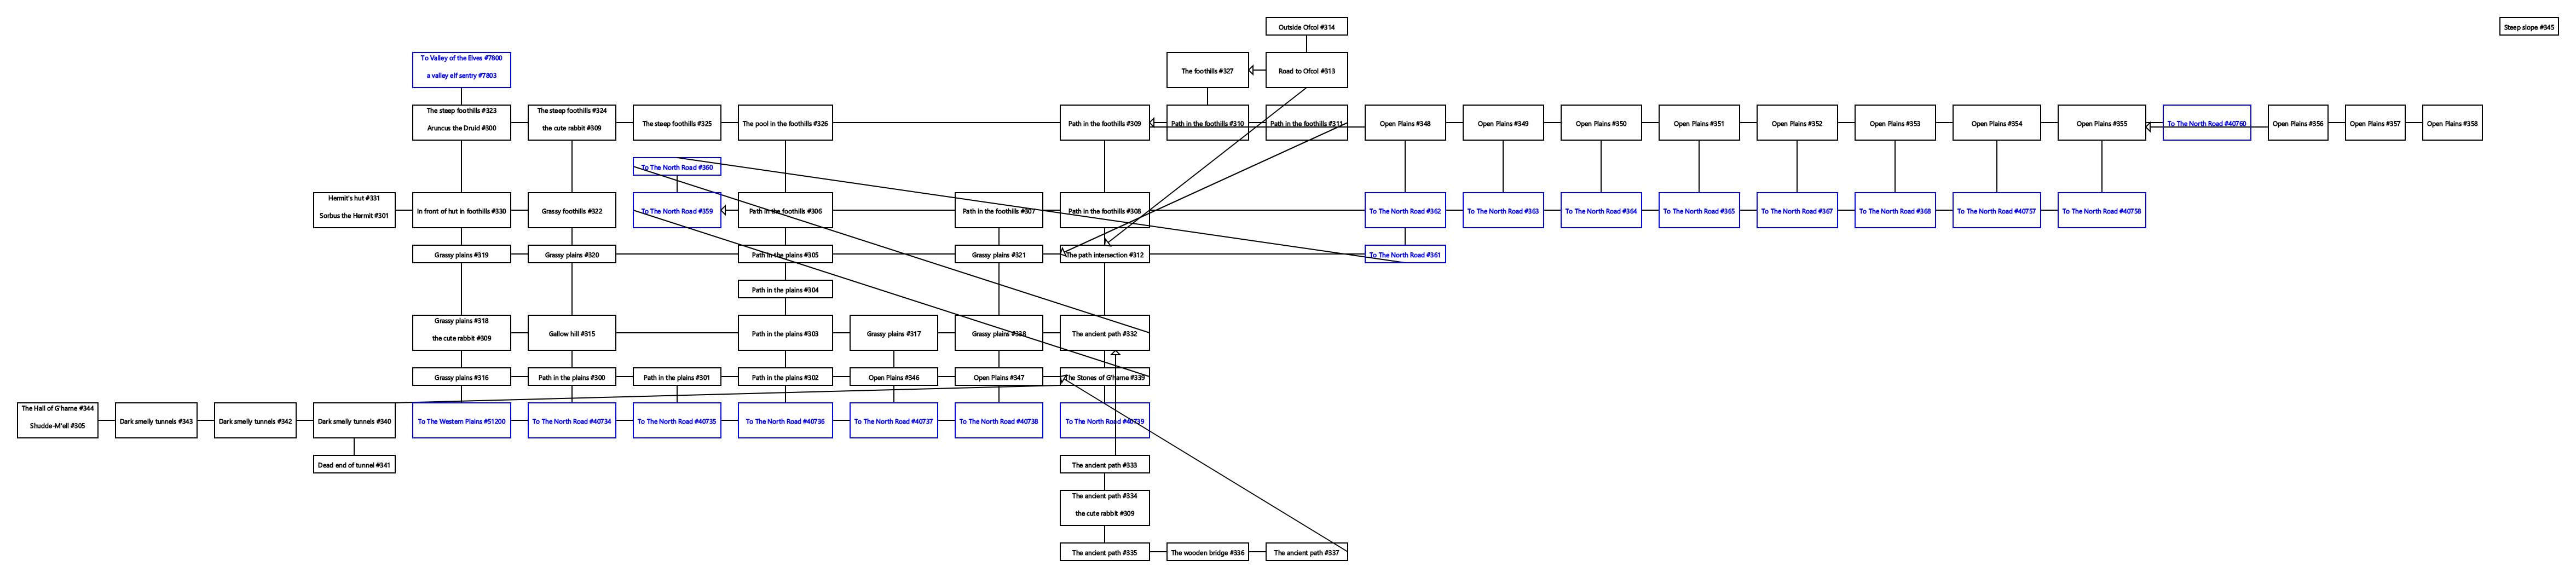 Outside Ofcol #314
Steep slope #345
To Valley of the Elves #7800
a valley elf sentry #7803
The foothills #327
Road to Ofcol #313
The steep foothills #323
Aruncus the Druid #300
The steep foothills #324
the cute rabbit #309
The steep foothills #325
The pool in the foothills #326
Path in the foothills #309
Path in the foothills #310
Path in the foothills #311
Open Plains #348
Open Plains #349
Open Plains #350
Open Plains #351
Open Plains #352
Open Plains #353
Open Plains #354
Open Plains #355
To The North Road #40760
Open Plains #356
Open Plains #357
Open Plains #358
To The North Road #360
Hermit's hut #331
Sorbus the Hermit #301
In front of hut in foothills #330
Grassy foothills #322
To The North Road #359
Path in the foothills #306
Path in the foothills #307
Path in the foothills #308
To The North Road #362
To The North Road #363
To The North Road #364
To The North Road #365
To The North Road #367
To The North Road #368
To The North Road #40757
To The North Road #40758
Grassy plains #319
Grassy plains #320
Path in the plains #305
Grassy plains #321
The path intersection #312
To The North Road #361
Path in the plains #304
Grassy plains #318
the cute rabbit #309
Gallow hill #315
Path in the plains #303
Grassy plains #317
Grassy plains #338
The ancient path #332
Grassy plains #316
Path in the plains #300
Path in the plains #301
Path in the plains #302
Open Plains #346
Open Plains #347
The Stones of G'harne #339
The Hall of G'harne #344
Shudde-M'ell #305
Dark smelly tunnels #343
Dark smelly tunnels #342
Dark smelly tunnels #340
To The Western Plains #51200
To The North Road #40734
To The North Road #40735
To The North Road #40736
To The North Road #40737
To The North Road #40738
To The North Road #40739
Dead end of tunnel #341
The ancient path #333
The ancient path #334
the cute rabbit #309
The ancient path #335
The wooden bridge #336
The ancient path #337